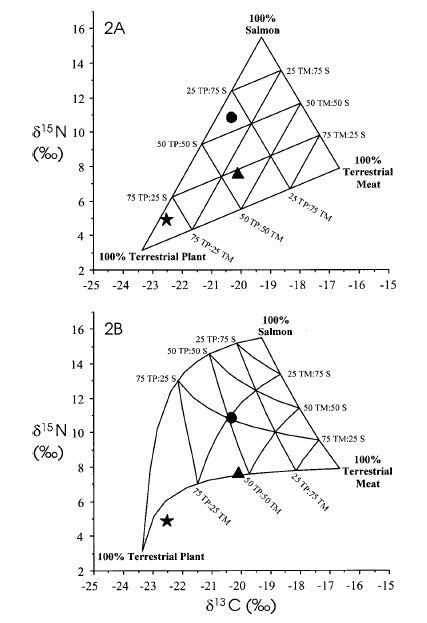 2A
100%
Salmon
16
14
12
10
8
6
4
2
δ15N
(‰)
25 TP:75 S
50 TP:50 S
75 TP:25 S
25 TM:75 S
50 TM:50 S
75 TM:25 S
100%
Terrestrial
Meat
25 TP:75 TM
50 TP:50 TM
75 TP:25 TM
100% Terrestrial Plant
-25 -24 -23 -22 -21 -20 -19 -18 -17 -16 -15
2B
100%
Salmon
16
14
12
10
8
6
4
2
δ15N
(‰)
25 TP:75 S
50 TP:50 S
75 TP:25 S
25 TM:75 S
50 TM:50 S
75 TM:25 S
100%
Terrestrial
Meat
75 TP:25 TM
50 TP:50 TM
25 TP:75 TM
100% Terrestrial Plant
-25 -24 -23 -22 -21 -20 -19 -18 -17 -16 -15
δ13C (‰)